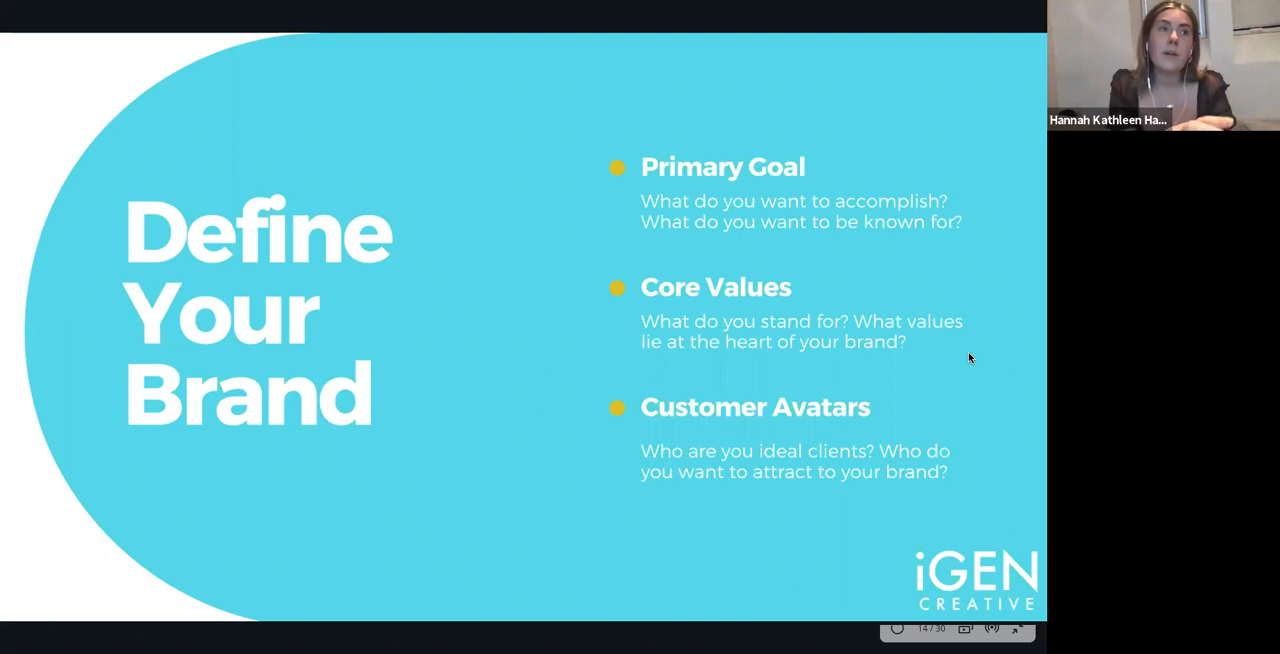 Define
Your
Brand
Primary Goal
What do you want to accomplish?
What do you want to be known for?
Core Values
What do you stand for? What values
lie at the heart of your brand?
Customer Avatars
Who are you ideal clients? Who do
you want to attract to your brand?
iGEN
CREATIVE
14 / 30
Hannah Kathleen Ha...